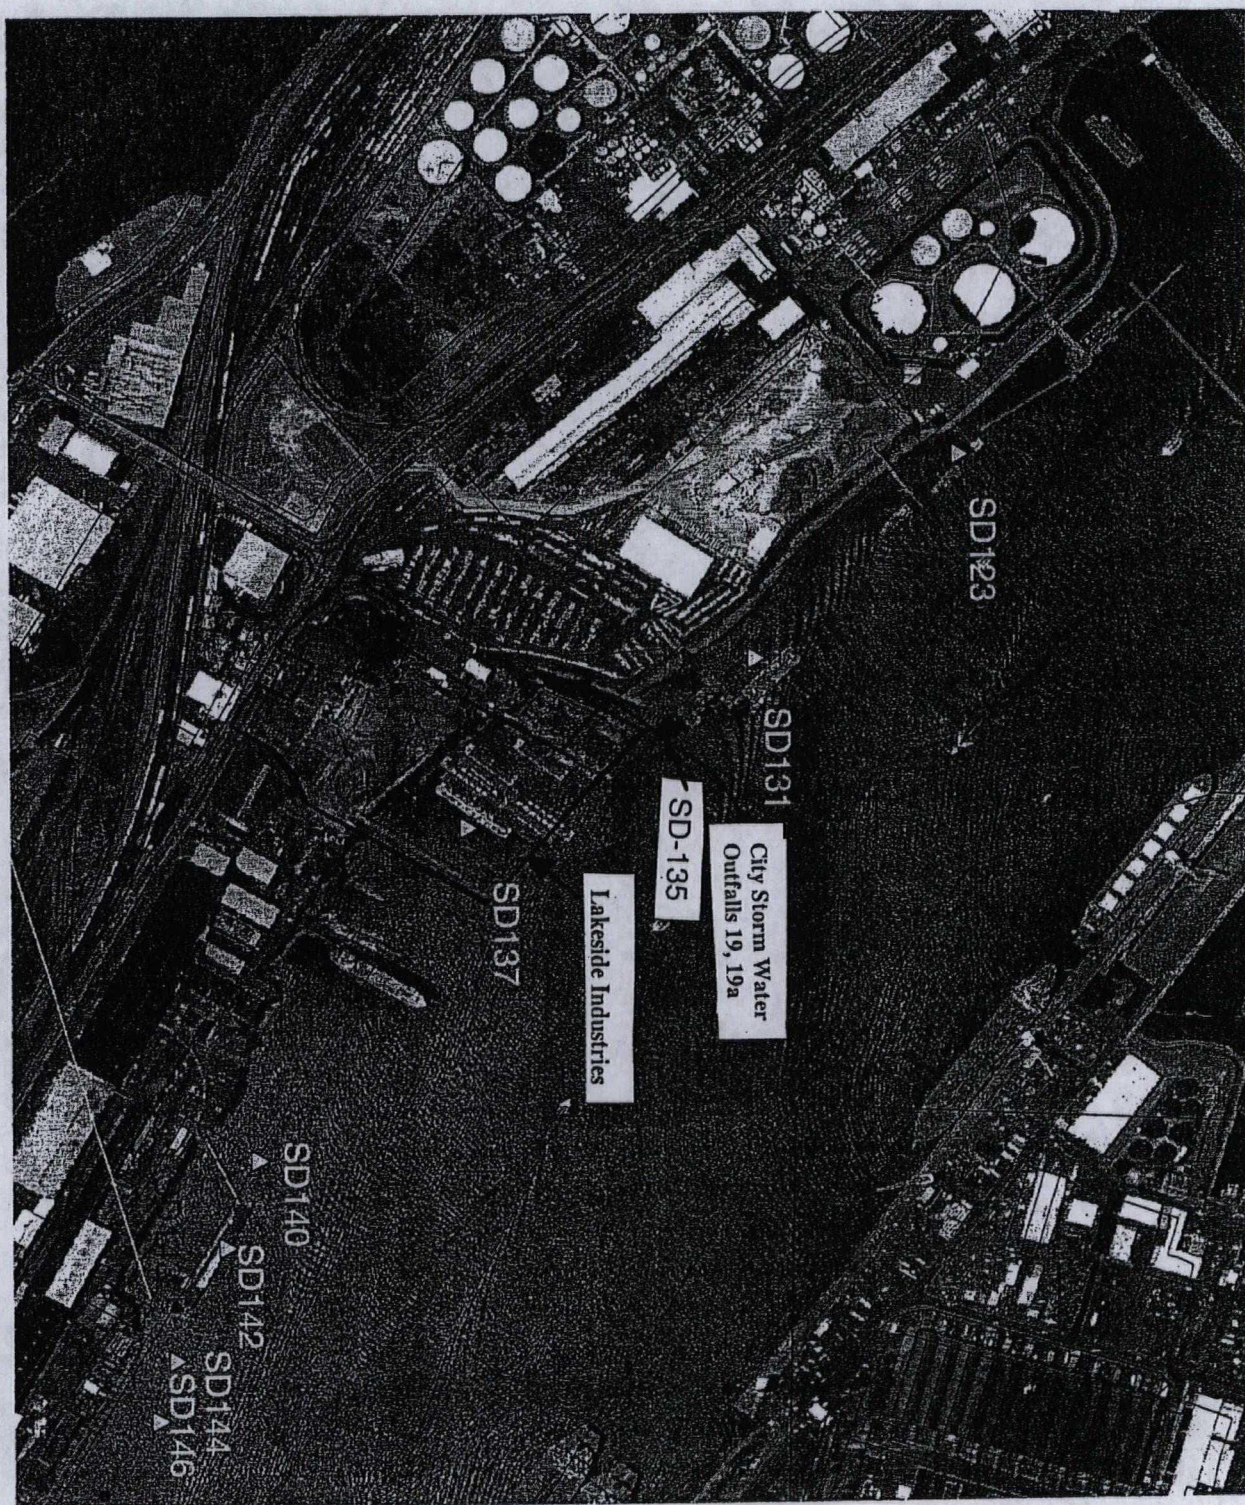 SD123
SD131
SD-135
City Storm Water
Outfalls 19, 19a
Lakeside Industries
SD137
SD140
SD142
SD144
SD146